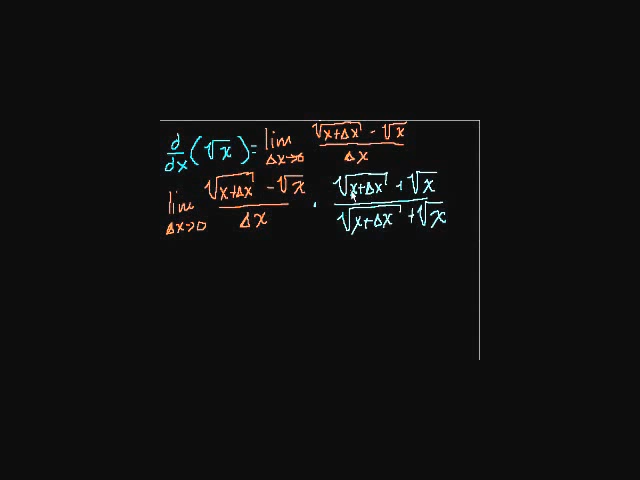 d/dx (√x) = lim Δx→0 (√(x+Δx) - √x)/Δx
lim Δx→0 (√(x+Δx) - √x)/Δx · (√(x+Δx) + √x)/(√(x+Δx) + √x)